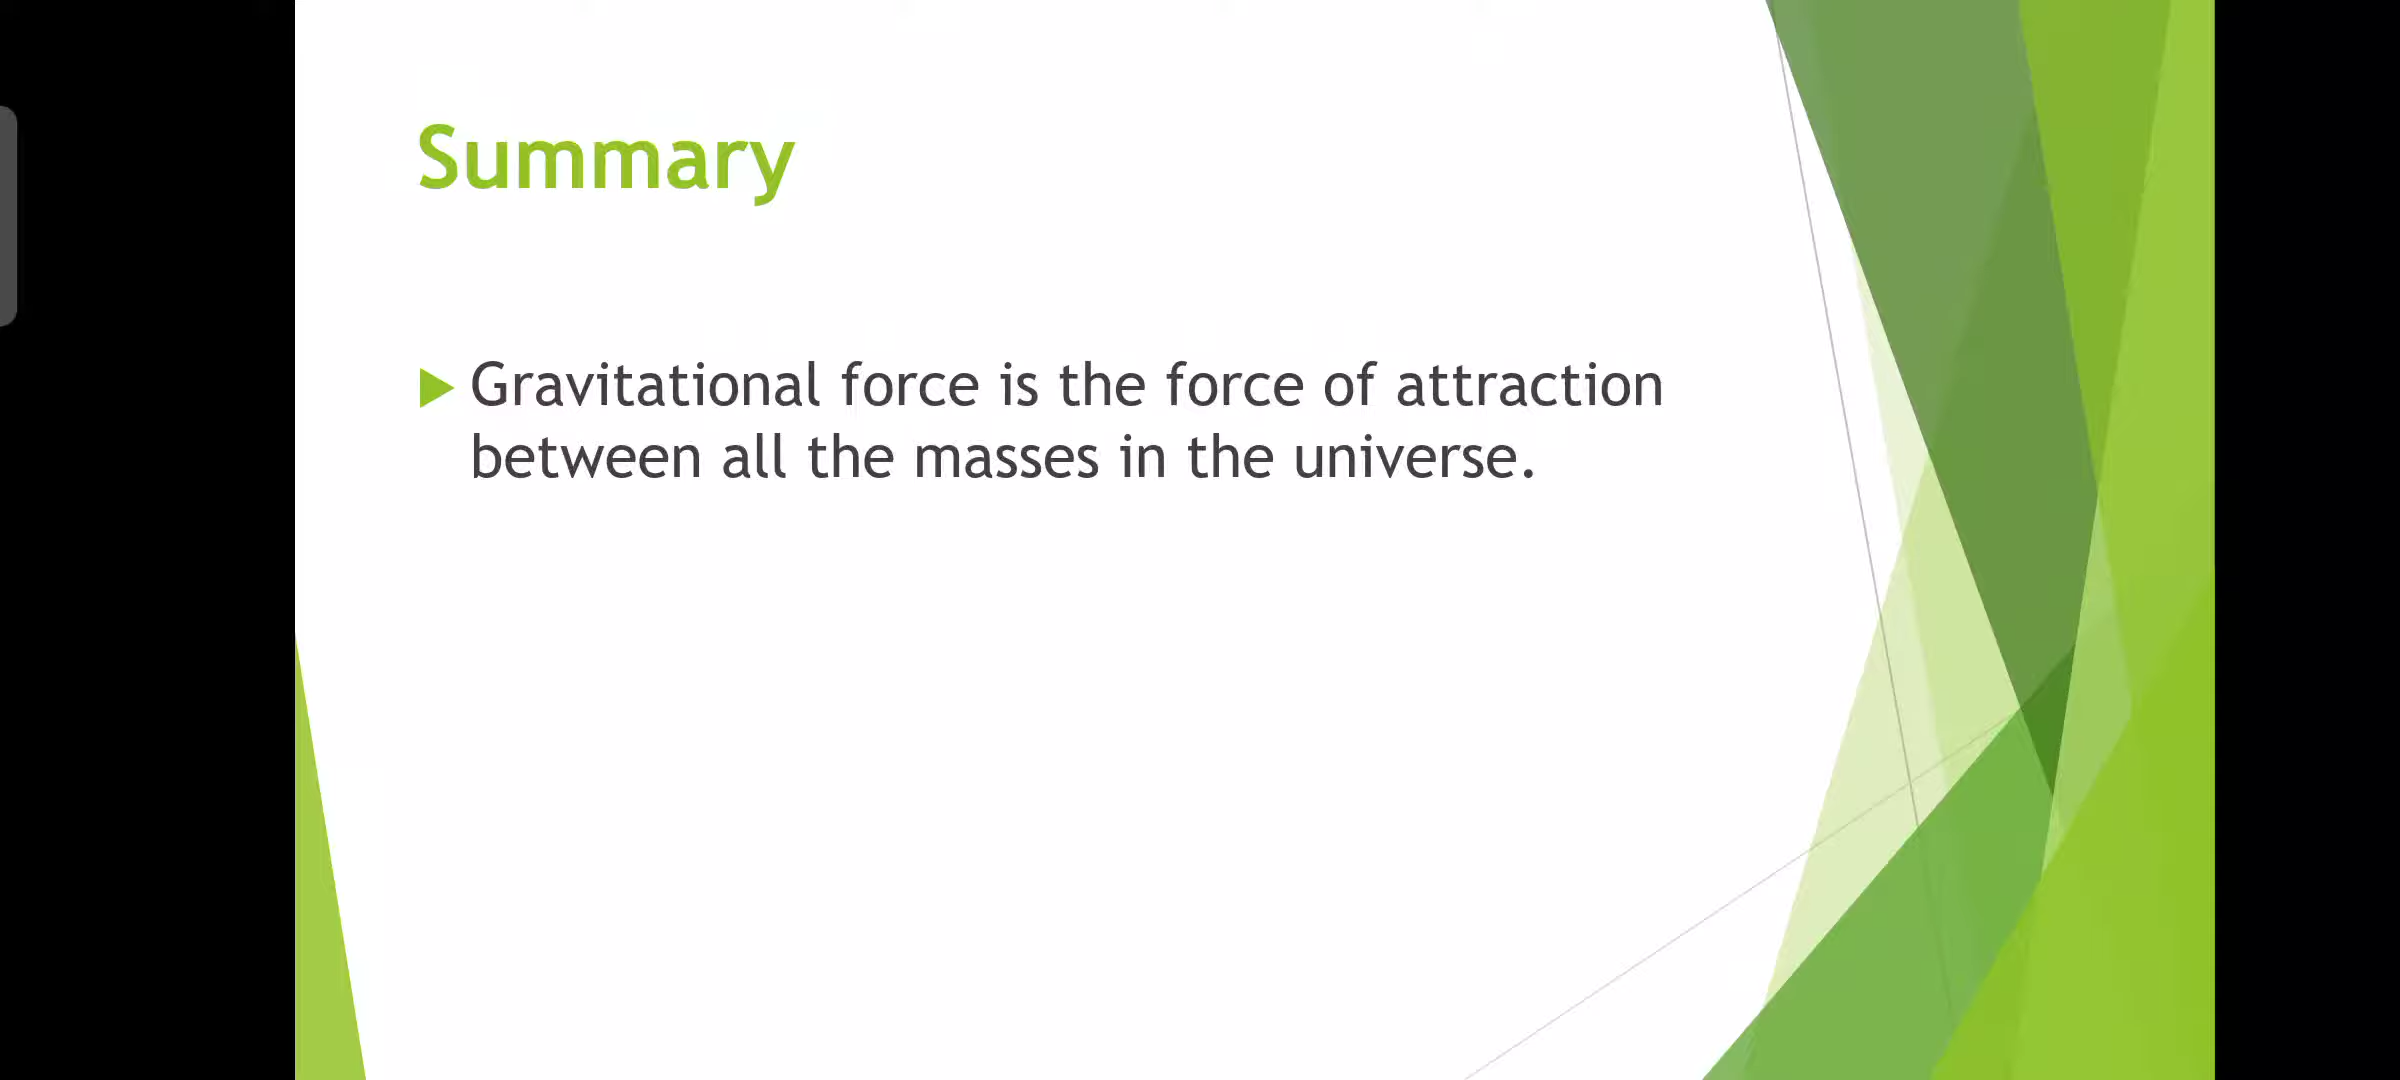 Summary
Gravitational force is the force of attraction
between all the masses in the universe.